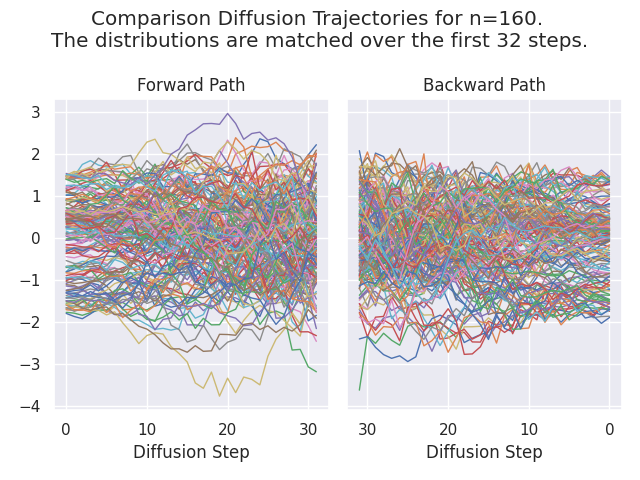 Comparison Diffusion Trajectories for n=160.
The distributions are matched over the first 32 steps.
Forward Path
Backward Path
3
2
1
0
−1
−2
−3
−4
0 10 20 30
30 20 10 0
Diffusion Step
Diffusion Step